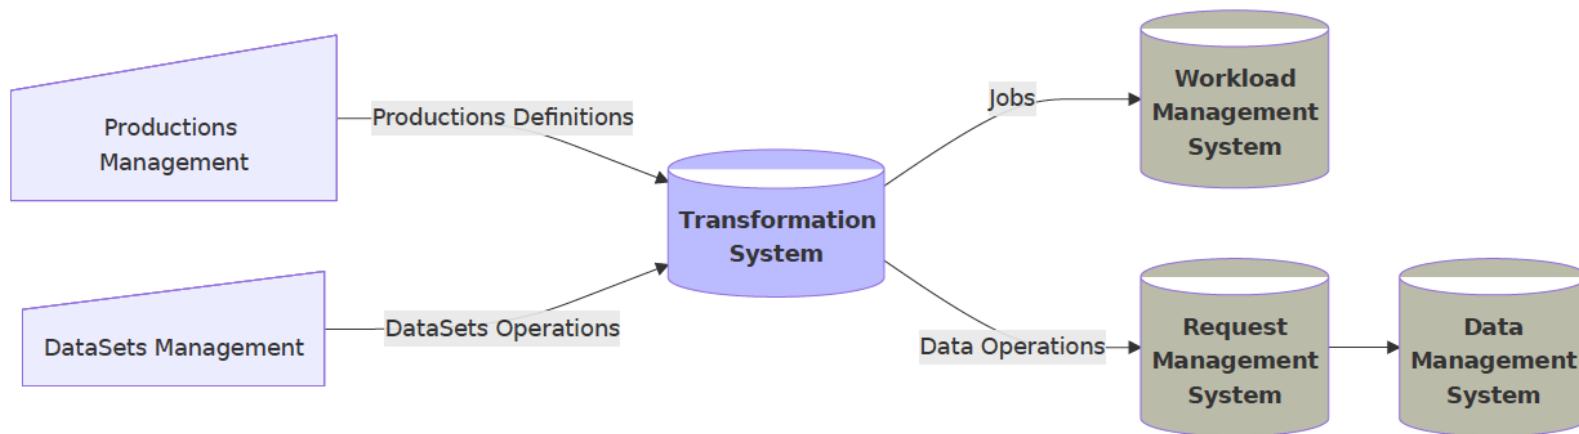 Productions
Management
Productions Definitions
DataSets Management
DataSets Operations
Transformation
System
Jobs
Workload
Management
System
Data Operations
Request
Management
System
Data
Management
System